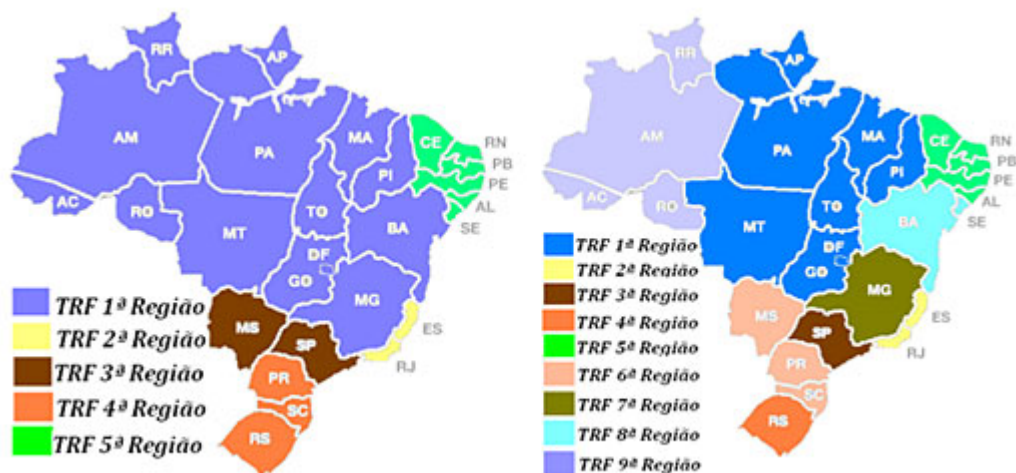 RR
AP
AM
PA
MA
CE
RN
PB
PI
PE
AC
AL
RO
TO
SE
MT
BA
DF
GO
MG
MS
ES
SP
RJ
PR
SC
RS
TRF 1ª Região
TRF 2ª Região
TRF 3ª Região
TRF 4ª Região
TRF 5ª Região
RR
AP
AM
PA
MA
CE
RN
PB
PI
PE
AC
AL
RO
TO
SE
MT
BA
DF
GO
MG
MS
ES
SP
RJ
PR
SC
RS
TRF 1ª Região
TRF 2ª Região
TRF 3ª Região
TRF 4ª Região
TRF 5ª Região
TRF 6ª Região
TRF 7ª Região
TRF 8ª Região
TRF 9ª Região